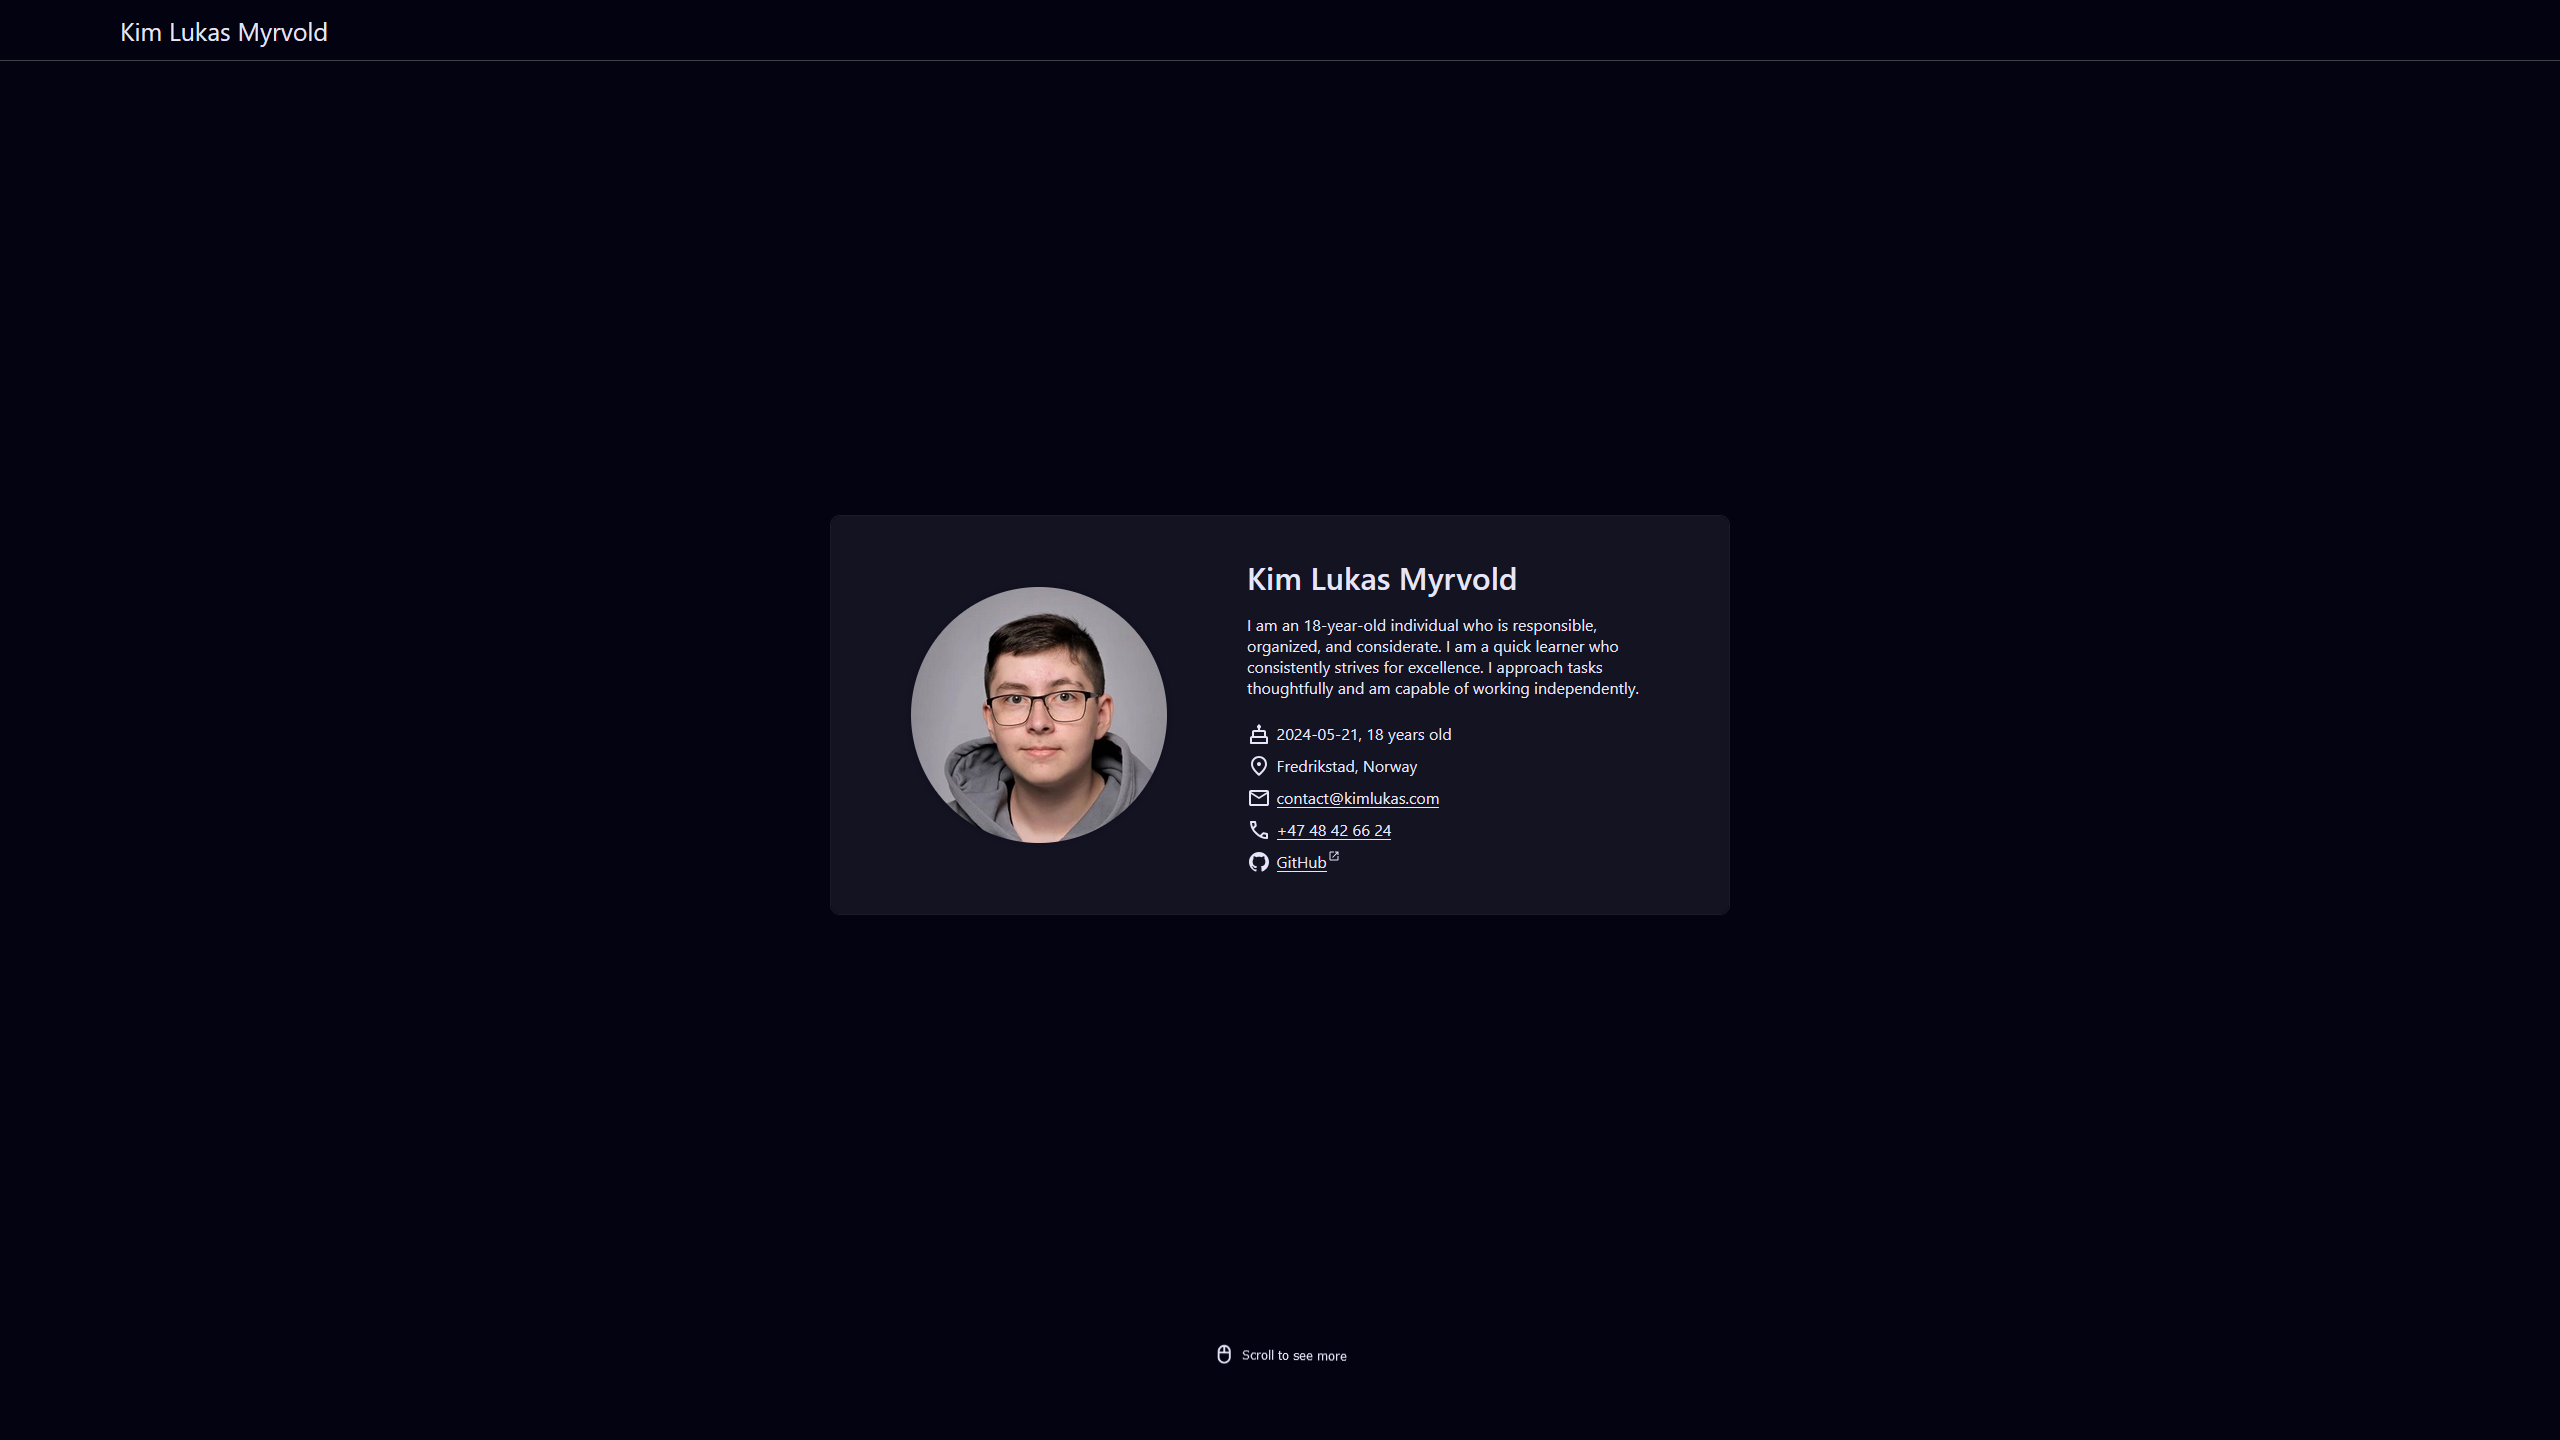 Kim Lukas Myrvold
Kim Lukas Myrvold
I am an 18-year-old individual who is responsible,
organized, and considerate. I am a quick learner who
consistently strives for excellence. I approach tasks
thoughtfully and am capable of working independently.
2024-05-21, 18 years old
Fredrikstad, Norway
contact@kimlukas.com
+47 48 42 66 24
GitHub
Scroll to see more